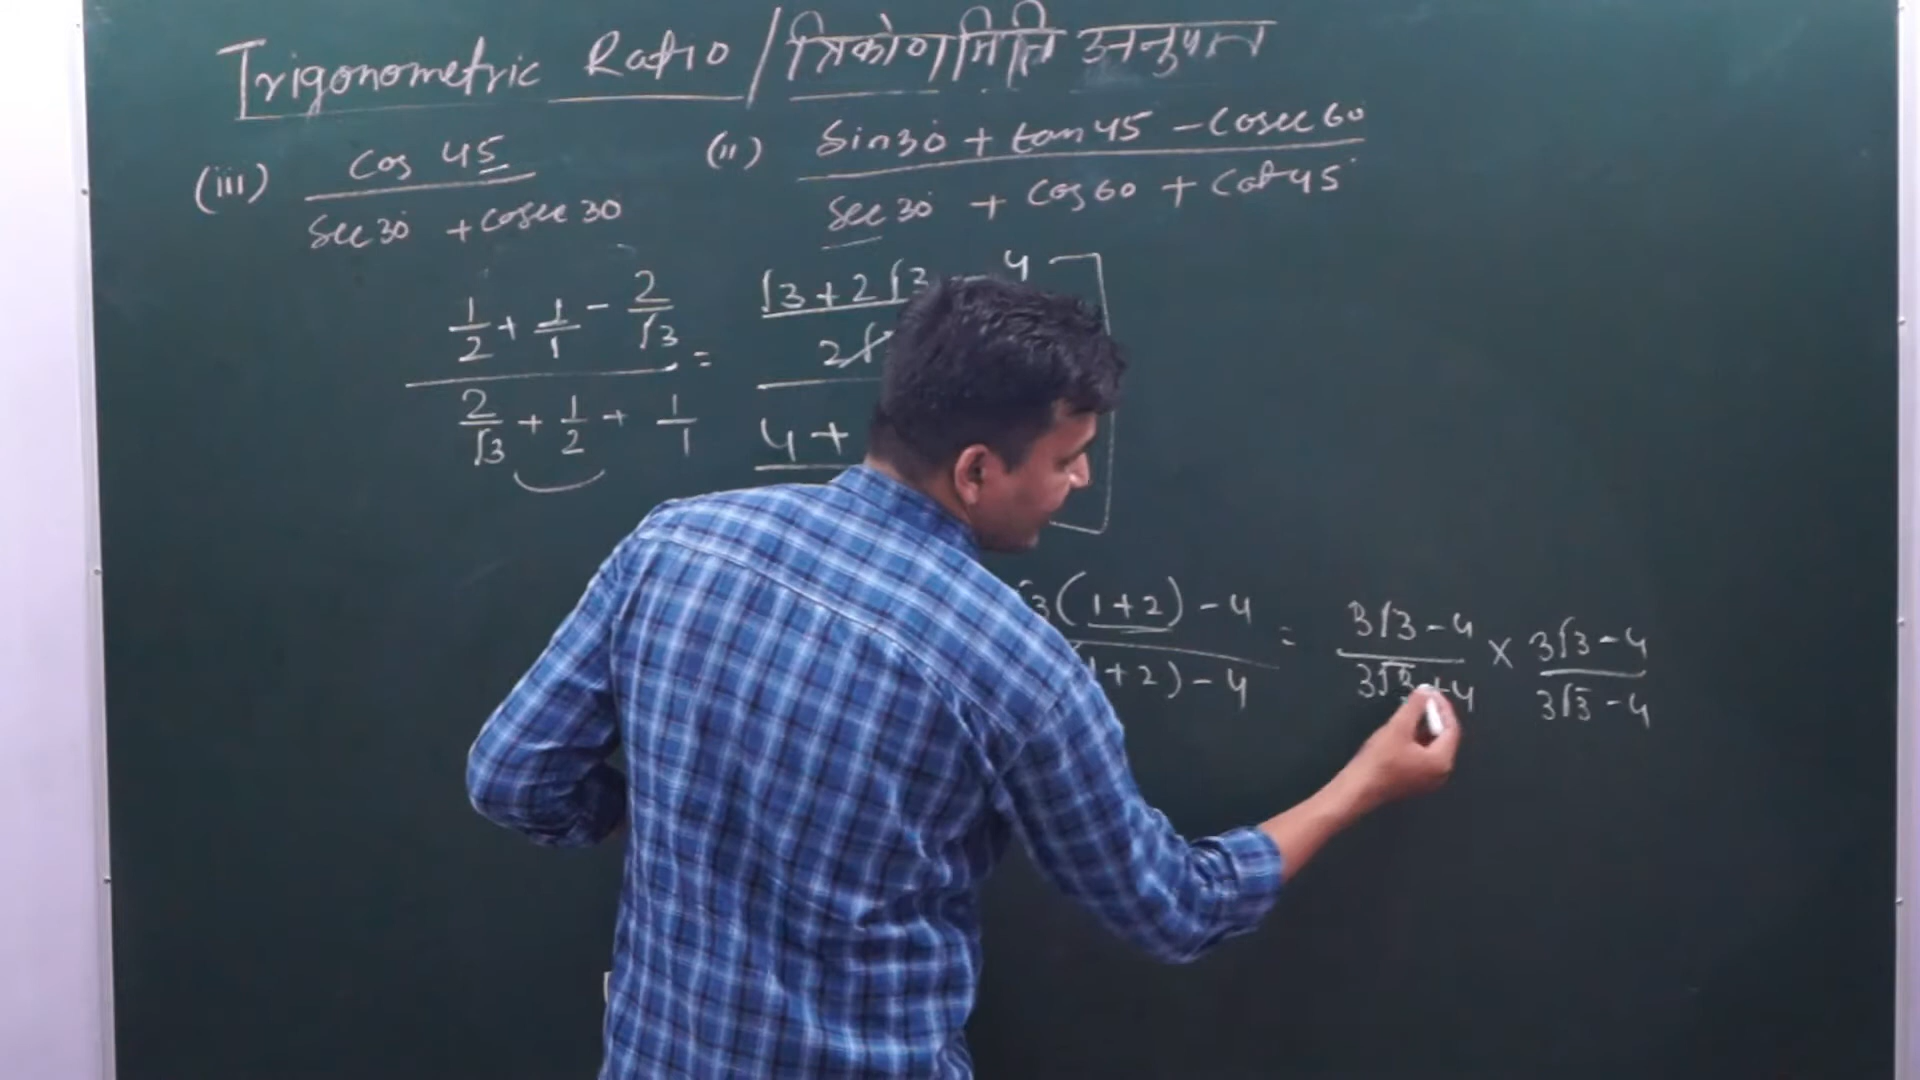 Trigonometric Ratio / त्रिकोणमिति अनुपात
(iii) cos 45 / sec 30° + cosec 30
(ii) Sin 30° + tan 45 - Cosec 60 / Sec 30° + Cos 60 + Cot 45°
1/2 + 1/1 - 2/√3 / 2/√3 + 1/2 + 1/1 =
√3 + 2√3 - 4
2√
4 +
3(1+2) - 4 / 1+2) - 4 = 3√3 - 4 / 3√3 + 4 × 3√3 - 4 / 3√3 - 4